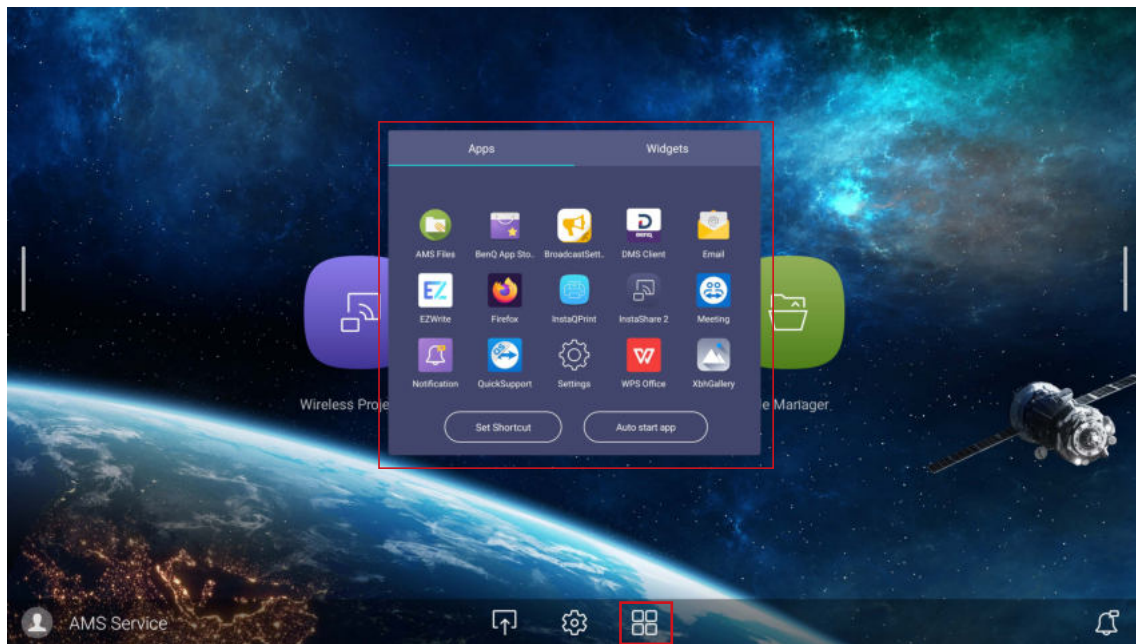 Apps Widgets
AMS Files BenQ App Sto.. BroadcastSett.. DMS Client Email
EZWrite Firefox InstaQPrint InstaShare 2 Meeting
Notification QuickSupport Settings WPS Office XbhGallery
Wireless Proje
e Manager
Set Shortcut Auto start app
AMS Service